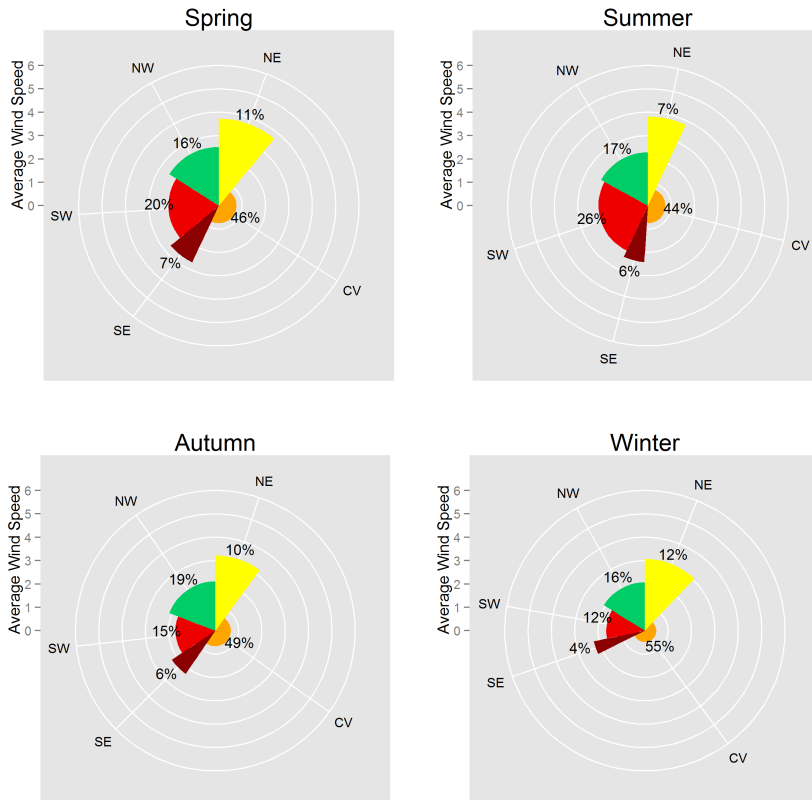 Spring
Average Wind Speed
6
5
4
3
2
1
0
NE
NW
SW
SE
CV
11%
16%
20%
7%
46%
Summer
Average Wind Speed
6
5
4
3
2
1
0
NE
NW
SW
SE
CV
7%
17%
26%
6%
44%
Autumn
Average Wind Speed
6
5
4
3
2
1
0
NE
NW
SW
SE
CV
10%
19%
15%
6%
49%
Winter
Average Wind Speed
6
5
4
3
2
1
0
NE
NW
SW
SE
CV
12%
16%
12%
4%
55%